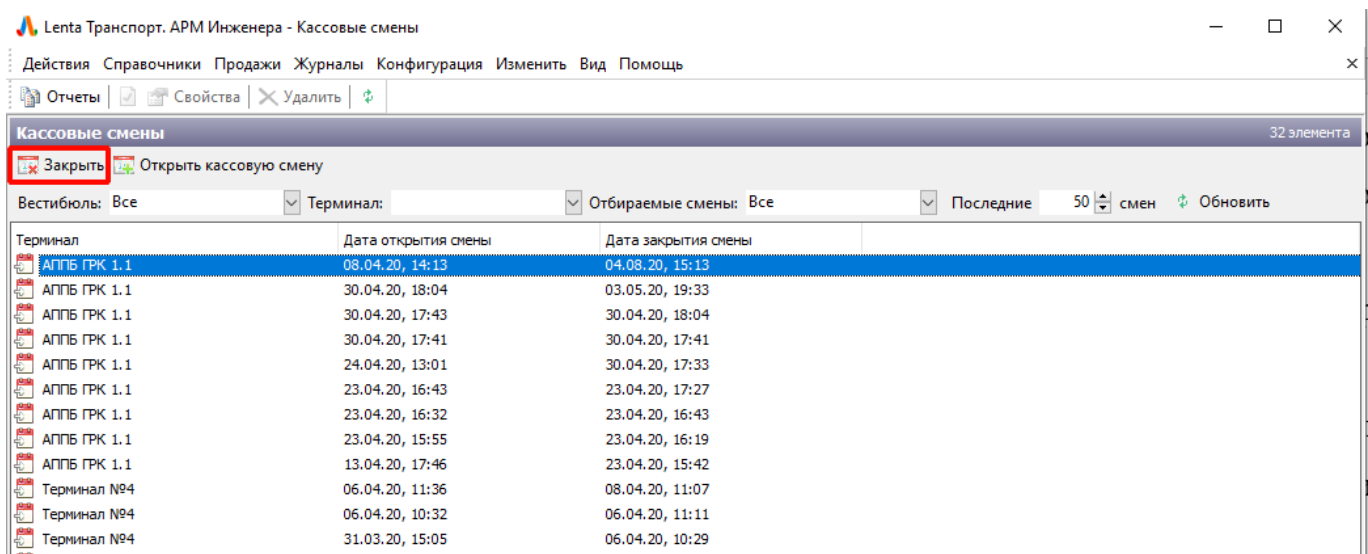 Lenta Транспорт. АРМ Инженера - Кассовые смены
Действия Справочники Продажи Журналы Конфигурация Изменить Вид Помощь
Отчеты Свойства Удалить
Кассовые смены 32 элемента
Закрыть Открыть кассовую смену
Вестибюль: Все Терминал: Отбираемые смены: Все Последние 50 смен Обновить
Терминал Дата открытия смены Дата закрытия смены
АППБ ГРК 1.1 08.04.20, 14:13 04.08.20, 15:13
АППБ ГРК 1.1 30.04.20, 18:04 03.05.20, 19:33
АППБ ГРК 1.1 30.04.20, 17:43 30.04.20, 18:04
АППБ ГРК 1.1 30.04.20, 17:41 30.04.20, 17:41
АППБ ГРК 1.1 24.04.20, 13:01 30.04.20, 17:33
АППБ ГРК 1.1 23.04.20, 16:43 23.04.20, 17:27
АППБ ГРК 1.1 23.04.20, 16:32 23.04.20, 16:43
АППБ ГРК 1.1 23.04.20, 15:55 23.04.20, 16:19
АППБ ГРК 1.1 13.04.20, 17:46 23.04.20, 15:42
Терминал №4 06.04.20, 11:36 08.04.20, 11:07
Терминал №4 06.04.20, 10:32 06.04.20, 11:11
Терминал №4 31.03.20, 15:05 06.04.20, 10:29